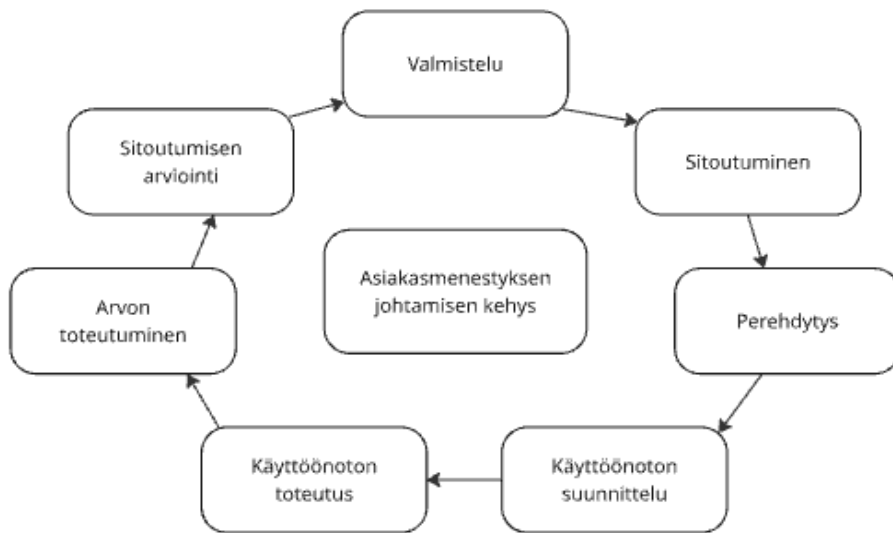 Valmistelu
Sitoutuminen
Perehdytys
Käyttöönoton
suunnittelu
Käyttöönoton
toteutus
Arvon
toteutuminen
Sitoutumisen
arviointi
Asiakasmenestyksen
johtamisen kehys